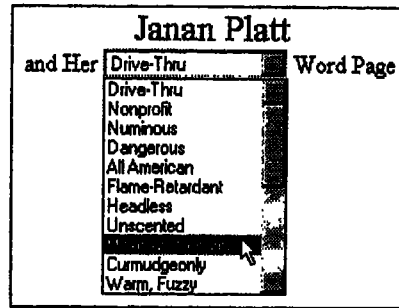 Janan Platt
and Her Drive-Thru Word Page
Drive-Thru
Nonprofit
Numinous
Dangerous
All American
Flame-Retardant
Headless
Unscented
Curmudgeonly
Warm, Fuzzy